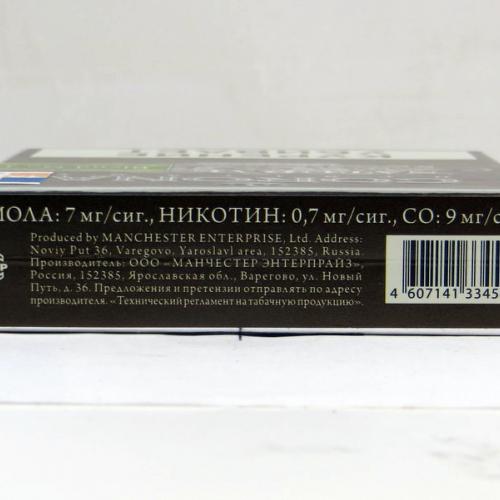 МОЛА: 7 мг/сиг., НИКОТИН: 0,7 мг/сиг., СО: 9 мг/с
Produced by MANCHESTER ENTERPRISE, Ltd. Address:
Noviy Put 36, Varegovo, Yaroslavl area, 152385, Russia.
Производитель: ООО «МАНЧЕСТЕР ЭНТЕРПРАЙЗ»,
Россия, 152385, Ярославская обл., Варегово, ул. Новый
Путь, д. 36. Предложения и претензии отправлять по адресу
производителя. «Технический регламент на табачную продукцию».
4 607141 3345